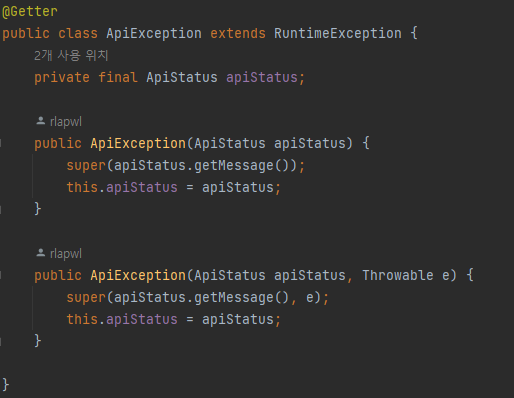 @Getter
public class ApiException extends RuntimeException {
2개 사용 위치
private final ApiStatus apiStatus;
rlapwl
public ApiException(ApiStatus apiStatus) {
super(apiStatus.getMessage());
this.apiStatus = apiStatus;
}
rlapwl
public ApiException(ApiStatus apiStatus, Throwable e) {
super(apiStatus.getMessage(), e);
this.apiStatus = apiStatus;
}
}